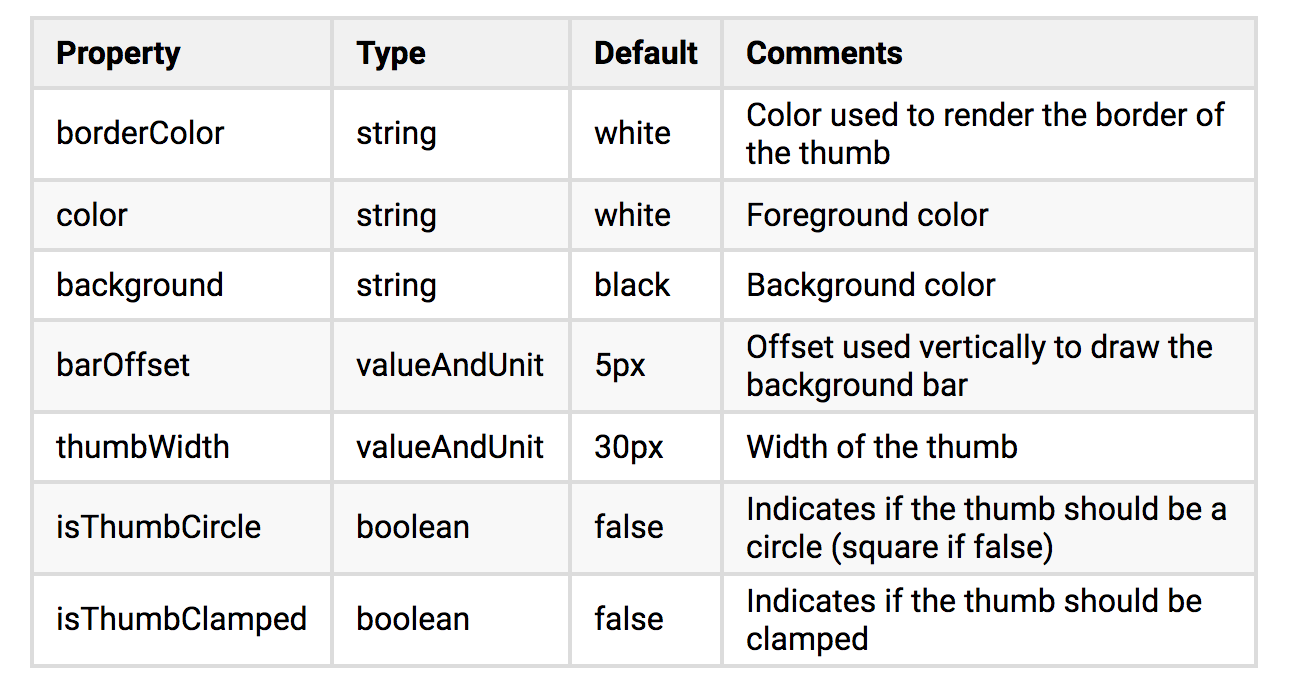 Property Type Default Comments
borderColor string white Color used to render the border of
the thumb
color string white Foreground color
background string black Background color
barOffset valueAndUnit 5px Offset used vertically to draw the
background bar
thumbWidth valueAndUnit 30px Width of the thumb
isThumbCircle boolean false Indicates if the thumb should be a
circle (square if false)
isThumbClamped boolean false Indicates if the thumb should be
clamped